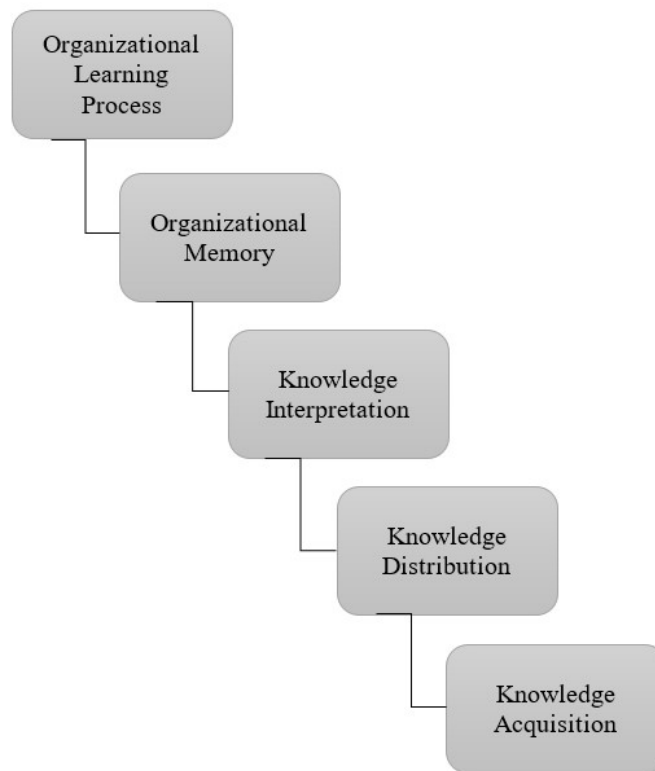 Organizational
Learning
Process
Organizational
Memory
Knowledge
Interpretation
Knowledge
Distribution
Knowledge
Acquisition